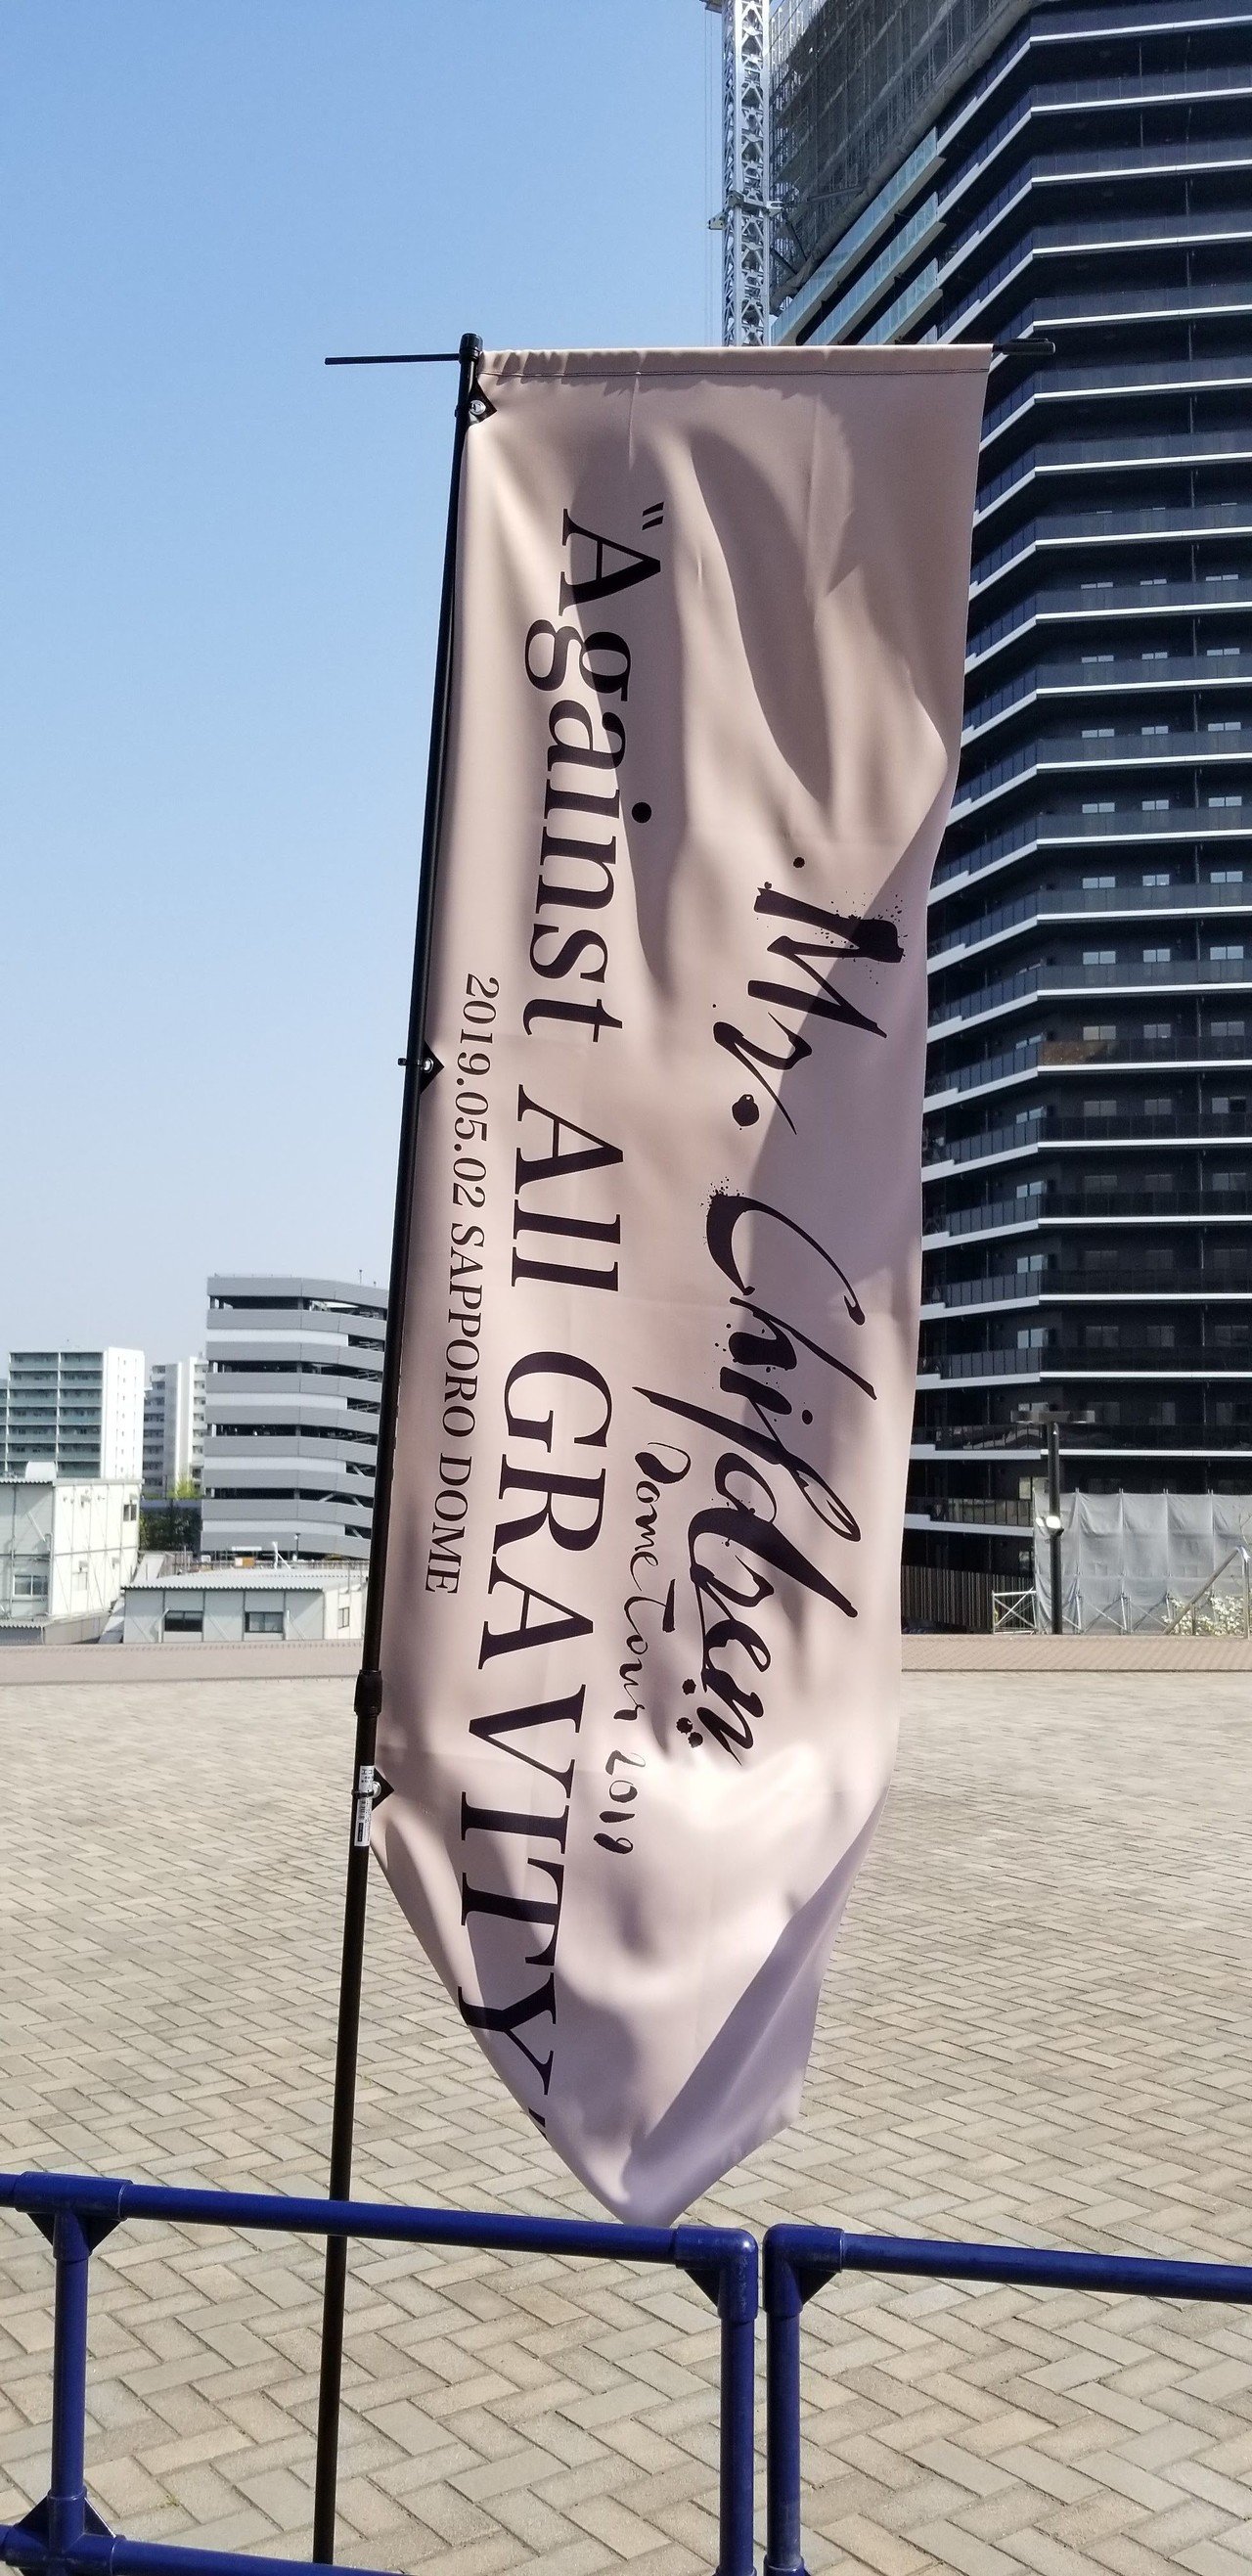 Mr. Children
Dome Tour 2019
"Against All GRAVITY"
2019.05.02 SAPPORO DOME